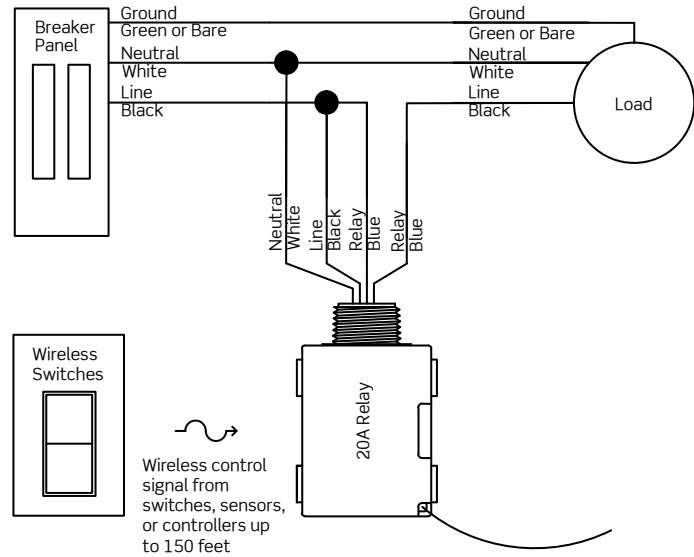 Breaker
Panel
Ground
Green or Bare
Neutral
White
Line
Black
Ground
Green or Bare
Neutral
White
Line
Black
Load
Neutral
White
Line
Black
Relay
Blue
Relay
Blue
20A Relay
Wireless
Switches
Wireless control
signal from
switches, sensors,
or controllers up
to 150 feet